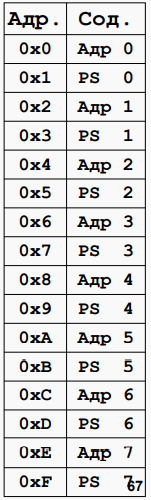 Адр. Сод.
0x0 Адр 0
0x1 PS 0
0x2 Адр 1
0x3 PS 1
0x4 Адр 2
0x5 PS 2
0x6 Адр 3
0x7 PS 3
0x8 Адр 4
0x9 PS 4
0xA Адр 5
0xB PS 5
0xC Адр 6
0xD PS 6
0xE Адр 7
0xF PS 7
67